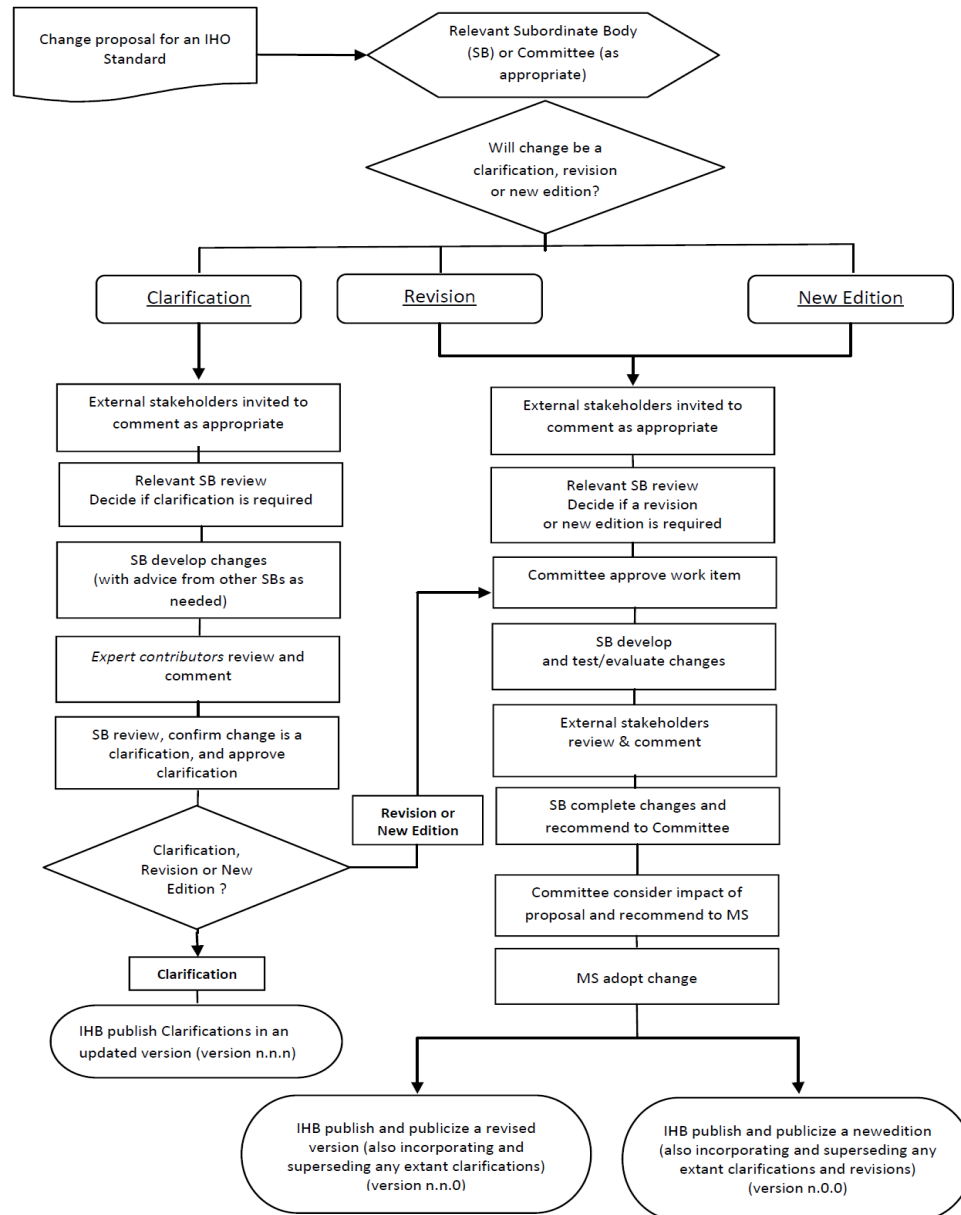 Change proposal for an IHO
Standard
Relevant Subordinate Body
(SB) or Committee (as
appropriate)
Will change be a
clarification, revision
or new edition?
Clarification
Revision
New Edition
External stakeholders invited to
comment as appropriate
Relevant SB review
Decide if clarification is required
SB develop changes
(with advice from other SBs as
needed)
Expert contributors review and
comment
SB review, confirm change is a
clarification, and approve
clarification
Clarification,
Revision or New
Edition ?
Revision or
New Edition
Clarification
IHB publish Clarifications in an
updated version (version n.n.n)
External stakeholders invited to
comment as appropriate
Relevant SB review
Decide if a revision
or new edition is required
Committee approve work item
SB develop
and test/evaluate changes
External stakeholders
review & comment
SB complete changes and
recommend to Committee
Committee consider impact of
proposal and recommend to MS
MS adopt change
IHB publish and publicize a revised
version (also incorporating and
superseding any extant clarifications)
(version n.n.0)
IHB publish and publicize a newedition
(also incorporating and superseding any
extant clarifications and revisions)
(version n.0.0)